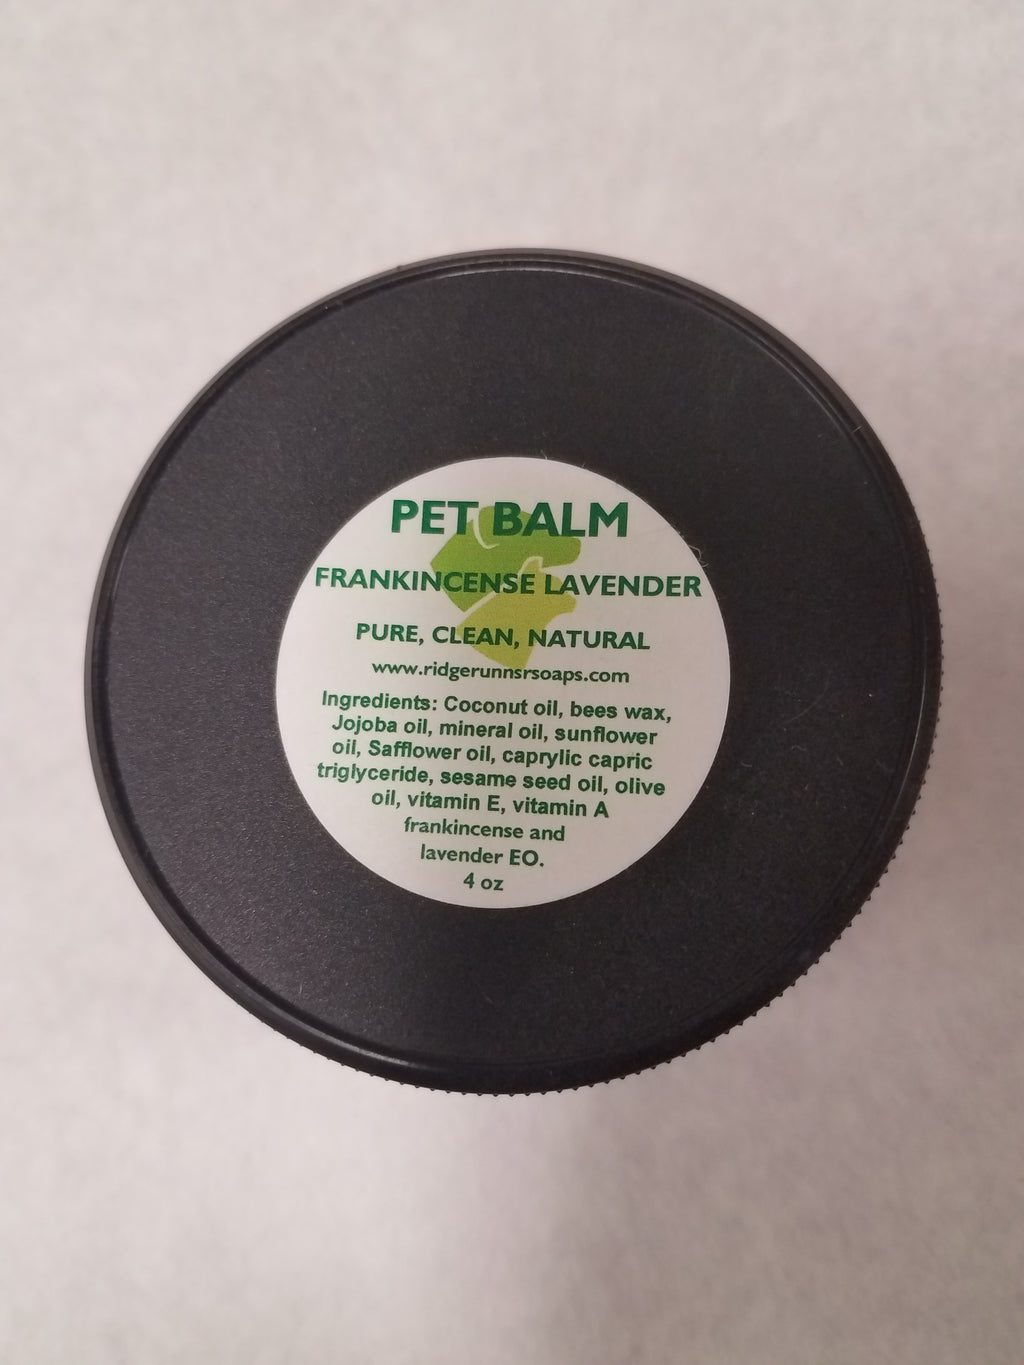 PET BALM
FRANKINCENSE LAVENDER
PURE, CLEAN, NATURAL
www.ridgerunnsrsoaps.com
Ingredients: Coconut oil, bees wax,
Jojoba oil, mineral oil, sunflower
oil, Safflower oil, caprylic capric
triglyceride, sesame seed oil, olive
oil, vitamin E, vitamin A
frankincense and
lavender EO.
4 oz